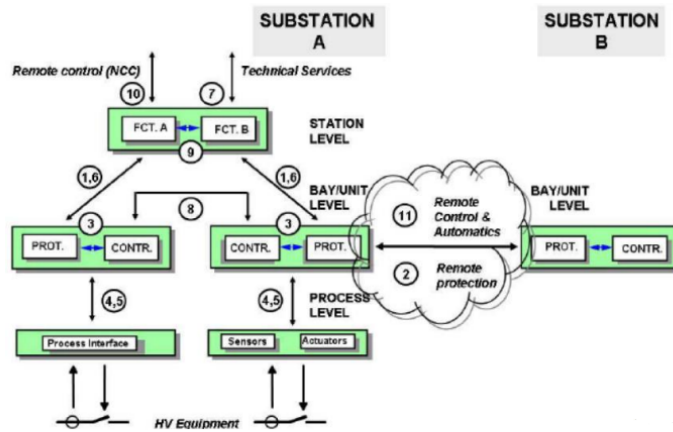 SUBSTATION
A
SUBSTATION
B
Remote control (NCC)
Technical Services
10
7
FCT. A
FCT. B
STATION
LEVEL
9
1,6
1,6
BAY/UNIT
LEVEL
BAY/UNIT
LEVEL
8
11
Remote
Control &
Automatics
3
3
PROT.
CONTR.
CONTR.
PROT.
PROT.
CONTR.
2
Remote
protection
4,5
4,5
PROCESS
LEVEL
Process Interface
Sensors
Actuators
HV Equipment